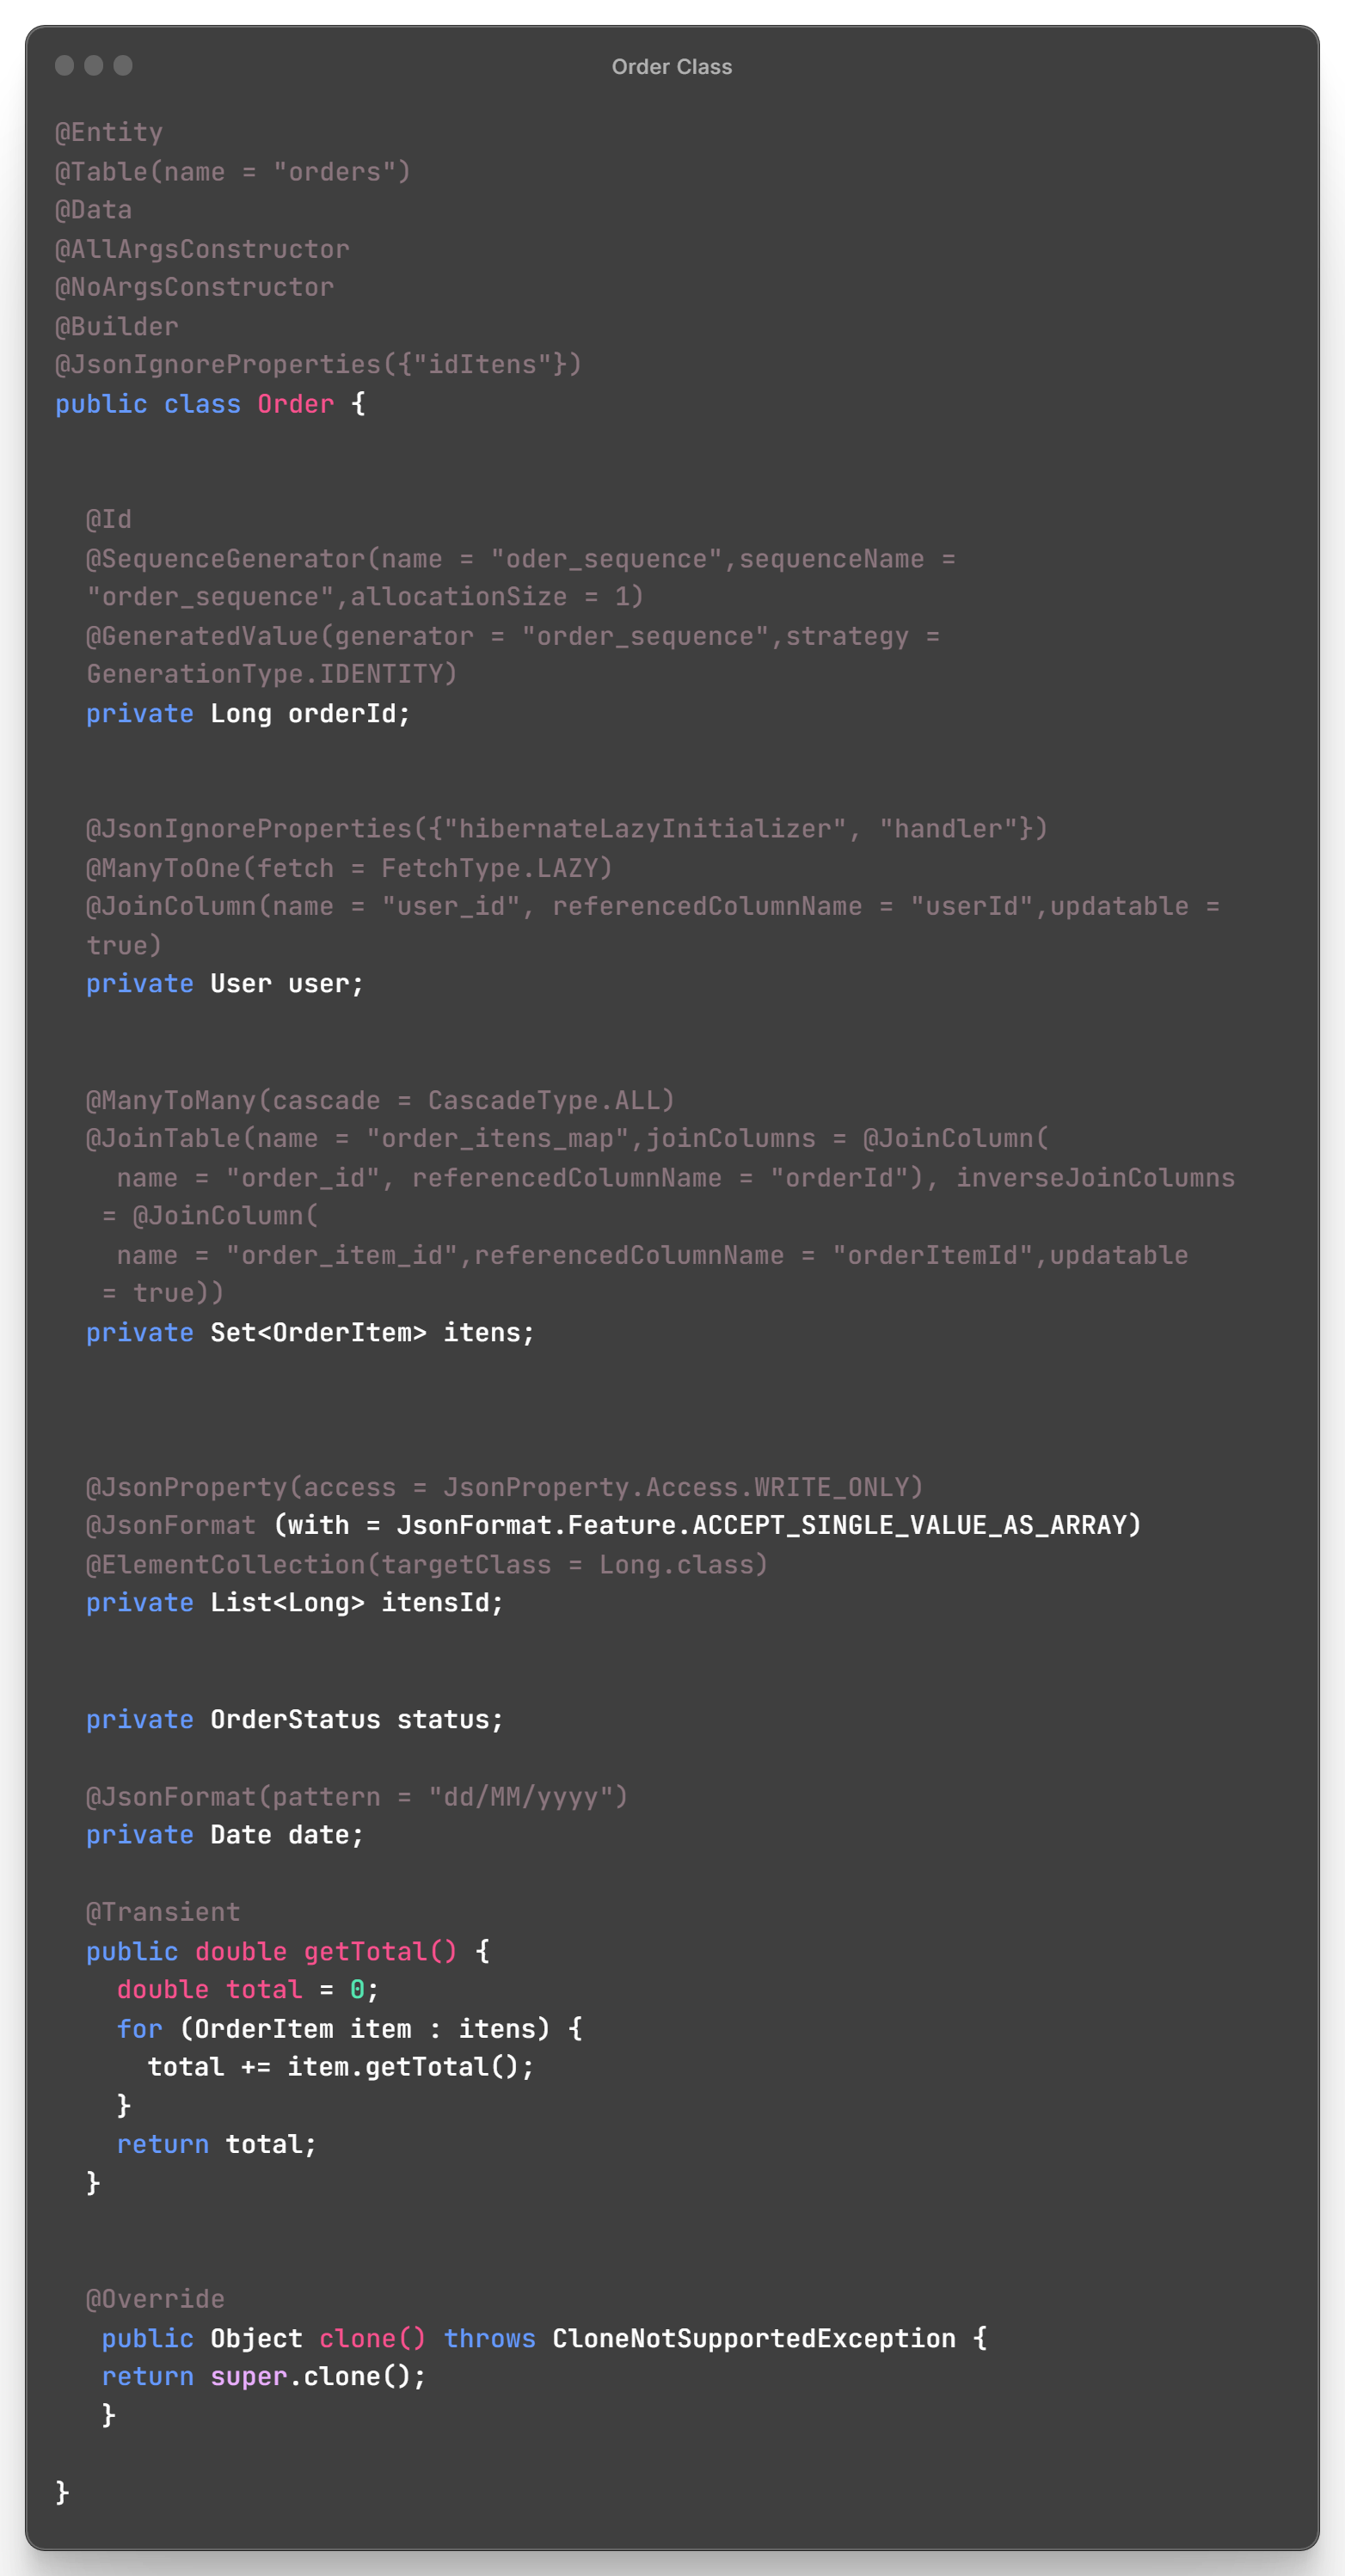 Order Class
@Entity
@Table(name = "orders")
@Data
@AllArgsConstructor
@NoArgsConstructor
@Builder
@JsonIgnoreProperties({"idItens"})
public class Order {
@Id
@SequenceGenerator(name = "oder_sequence",sequenceName =
"order_sequence",allocationSize = 1)
@GeneratedValue(generator = "order_sequence",strategy =
GenerationType.IDENTITY)
private Long orderId;
@JsonIgnoreProperties({"hibernateLazyInitializer", "handler"})
@ManyToOne(fetch = FetchType.LAZY)
@JoinColumn(name = "user_id", referencedColumnName = "userId",updatable =
true)
private User user;
@ManyToMany(cascade = CascadeType.ALL)
@JoinTable(name = "order_itens_map",joinColumns = @JoinColumn(
name = "order_id", referencedColumnName = "orderId"), inverseJoinColumns
= @JoinColumn(
name = "order_item_id",referencedColumnName = "orderItemId",updatable
= true))
private Set<OrderItem> itens;
@JsonProperty(access = JsonProperty.Access.WRITE_ONLY)
@JsonFormat (with = JsonFormat.Feature.ACCEPT_SINGLE_VALUE_AS_ARRAY)
@ElementCollection(targetClass = Long.class)
private List<Long> itensId;
private OrderStatus status;
@JsonFormat(pattern = "dd/MM/yyyy")
private Date date;
@Transient
public double getTotal() {
double total = 0;
for (OrderItem item : itens) {
total += item.getTotal();
}
return total;
}
@Override
public Object clone() throws CloneNotSupportedException {
return super.clone();
}
}